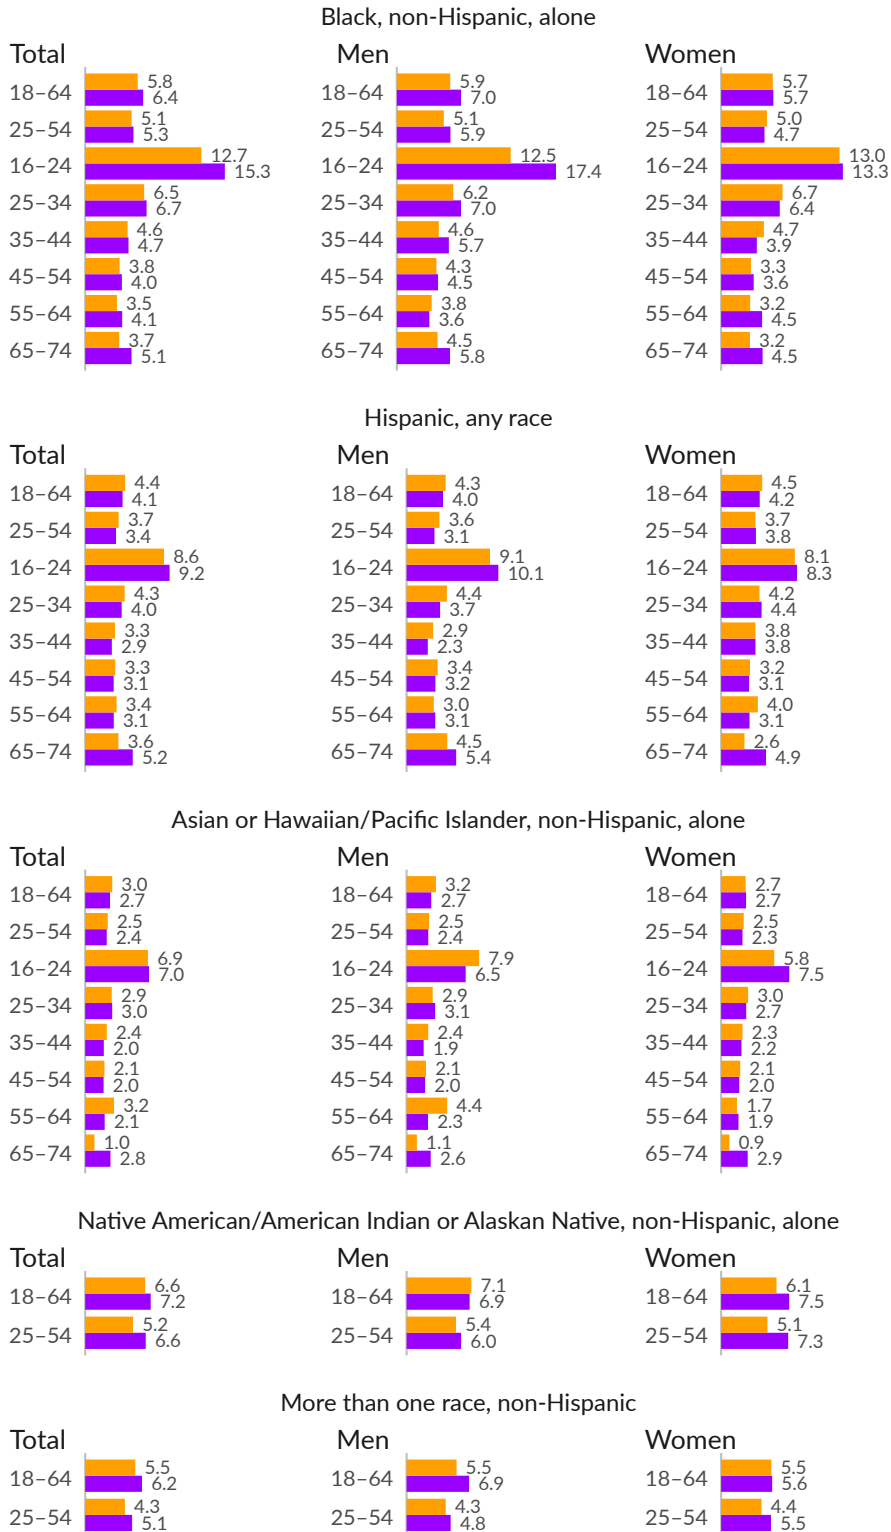 Black, non-Hispanic, alone
Total Men Women
18–64 5.8 6.4 18–64 5.9 7.0 18–64 5.7 5.7
25–54 5.1 5.3 25–54 5.1 5.9 25–54 5.0 4.7
16–24 12.7 15.3 16–24 12.5 17.4 16–24 13.0 13.3
25–34 6.5 6.7 25–34 6.2 7.0 25–34 6.7 6.4
35–44 4.6 4.7 35–44 4.6 5.7 35–44 4.7 3.9
45–54 3.8 4.0 45–54 4.3 4.5 45–54 3.3 3.6
55–64 3.5 4.1 55–64 3.8 3.6 55–64 3.2 4.5
65–74 3.7 5.1 65–74 4.5 5.8 65–74 3.2 4.5
Hispanic, any race
Total Men Women
18–64 4.4 4.1 18–64 4.3 4.0 18–64 4.5 4.2
25–54 3.7 3.4 25–54 3.6 3.1 25–54 3.7 3.8
16–24 8.6 9.2 16–24 9.1 10.1 16–24 8.1 8.3
25–34 4.3 4.0 25–34 4.4 3.7 25–34 4.2 4.4
35–44 3.3 2.9 35–44 2.9 2.3 35–44 3.8 3.8
45–54 3.3 3.1 45–54 3.4 3.2 45–54 3.2 3.1
55–64 3.4 3.1 55–64 3.0 3.1 55–64 4.0 3.1
65–74 3.6 5.2 65–74 4.5 5.4 65–74 2.6 4.9
Asian or Hawaiian/Pacific Islander, non-Hispanic, alone
Total Men Women
18–64 3.0 2.7 18–64 3.2 2.7 18–64 2.7 2.7
25–54 2.5 2.4 25–54 2.5 2.4 25–54 2.5 2.3
16–24 6.9 7.0 16–24 7.9 6.5 16–24 5.8 7.5
25–34 2.9 3.0 25–34 2.9 3.1 25–34 3.0 2.7
35–44 2.4 2.0 35–44 2.4 1.9 35–44 2.3 2.2
45–54 2.1 2.0 45–54 2.1 2.0 45–54 2.1 2.0
55–64 3.2 2.1 55–64 4.4 2.3 55–64 1.7 1.9
65–74 1.0 2.8 65–74 1.1 2.6 65–74 0.9 2.9
Native American/American Indian or Alaskan Native, non-Hispanic, alone
Total Men Women
18–64 6.6 7.2 18–64 7.1 6.9 18–64 6.1 7.5
25–54 5.2 6.6 25–54 5.4 6.0 25–54 5.1 7.3
More than one race, non-Hispanic
Total Men Women
18–64 5.5 6.2 18–64 5.5 6.9 18–64 5.5 5.6
25–54 4.3 5.1 25–54 4.3 4.8 25–54 4.4 5.5